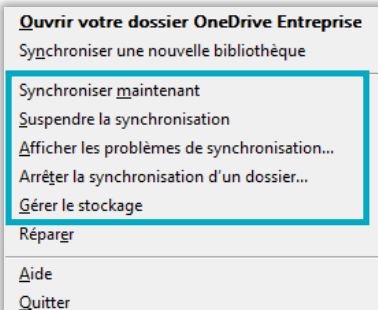 Ouvrir votre dossier OneDrive Entreprise
Synchroniser une nouvelle bibliothèque
Synchroniser maintenant
Suspendre la synchronisation
Afficher les problèmes de synchronisation...
Arrêter la synchronisation d'un dossier...
Gérer le stockage
Réparer
Aide
Quitter